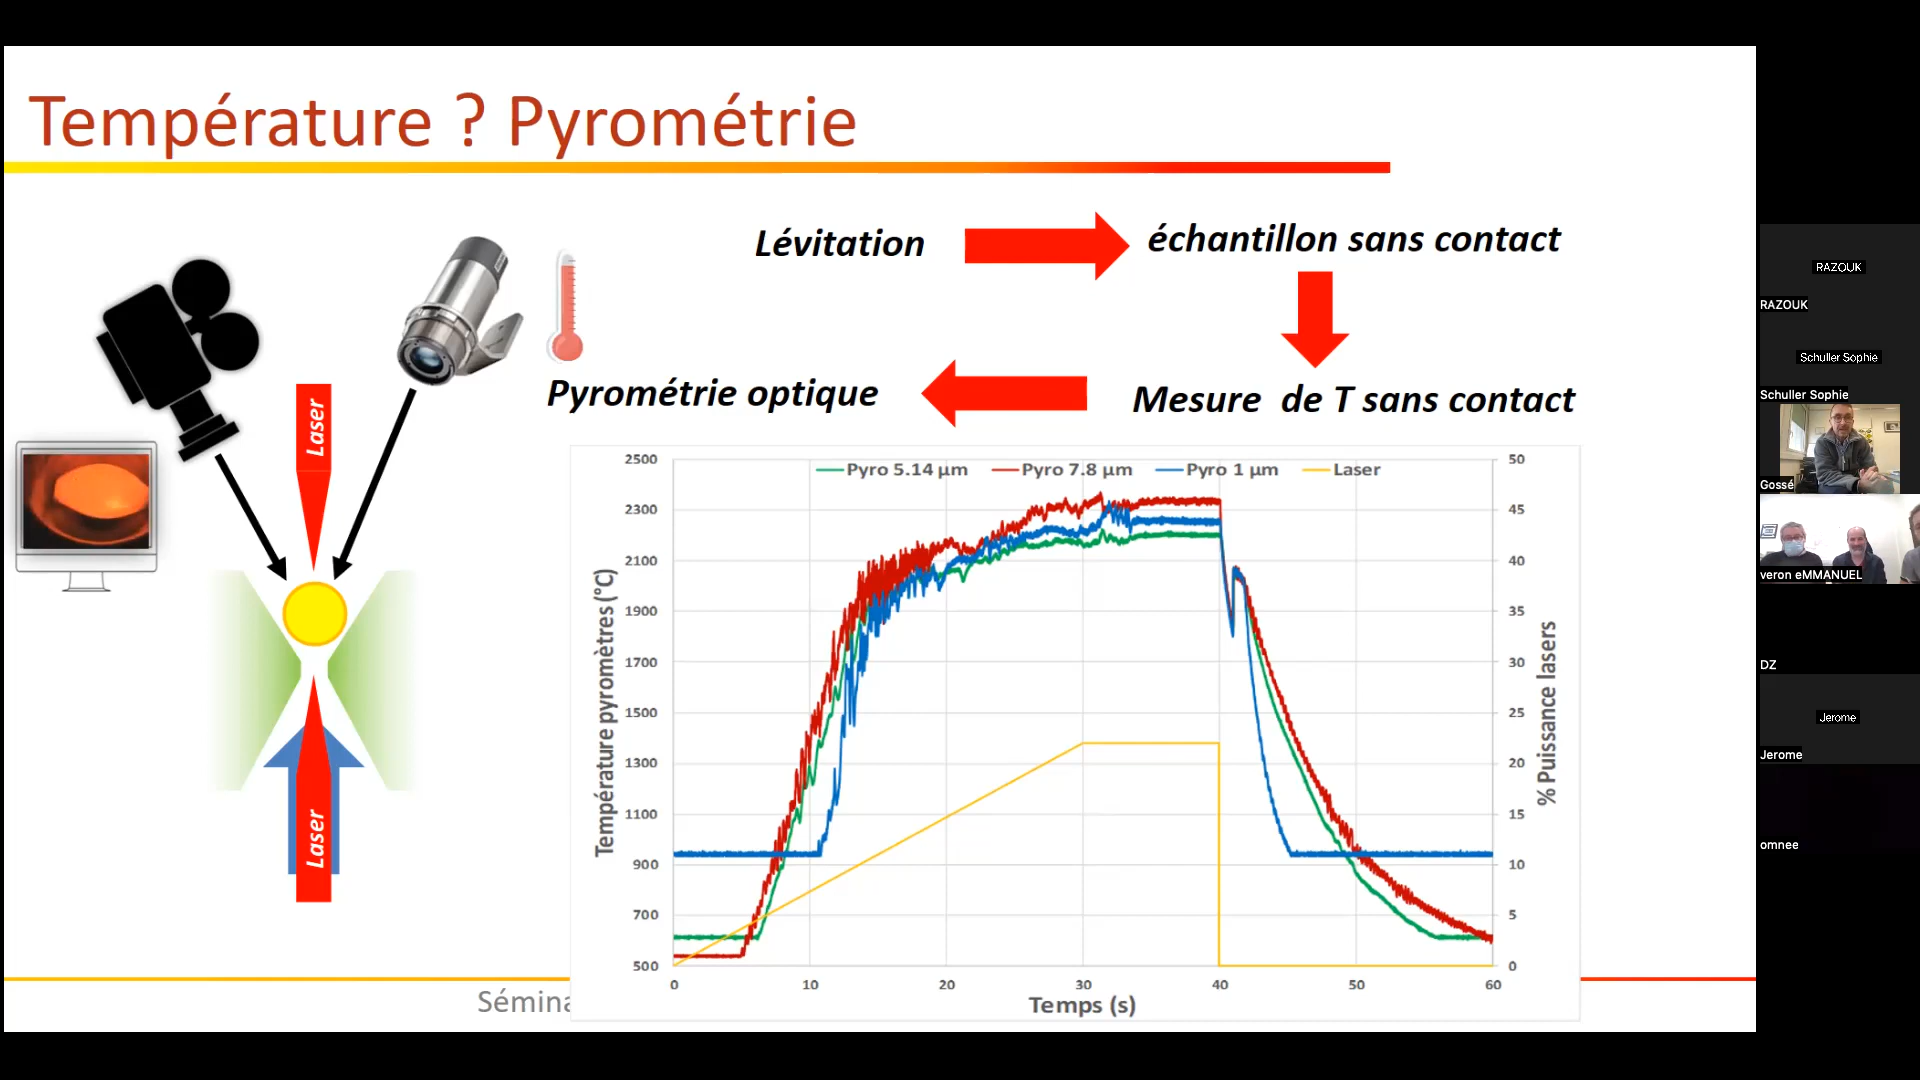 Température ? Pyrométrie
Lévitation
échantillon sans contact
Pyrométrie optique
Mesure de T sans contact
Laser
Laser
Pyro 5.14 µm
Pyro 7.8 µm
Pyro 1 µm
Laser
Température pyromètres (°C)
2500
2300
2100
1900
1700
1500
1300
1100
900
700
500
50
45
40
35
30
25
20
15
10
5
0
% Puissance lasers
0
10
20
30
40
50
60
Temps (s)
Sémina
RAZOUK
RAZOUK
Schuller Sophie
Schuller Sophie
Gossé
veron eMMANUEL
DZ
Jerome
Jerome
omnee